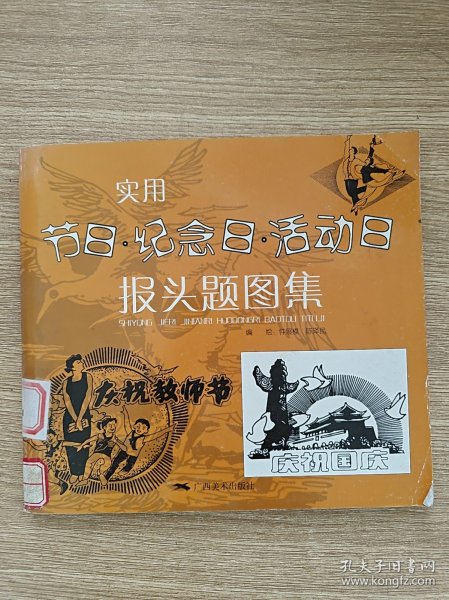 实用
节日·纪念日·活动日
报头题图集
SHIYONG JIERI JINIANRI HUODONGRI BAOTOU TITUJI
编 绘
庆祝教师节
庆祝国庆
广西美术出版社
孔夫子旧书网
www.kongfz.com